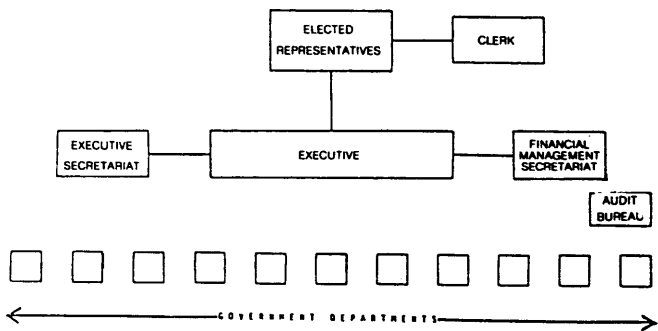 ELECTED
REPRESENTATIVES
CLERK
EXECUTIVE
SECRETARIAT
EXECUTIVE
FINANCIAL
MANAGEMENT
SECRETARIAT
AUDIT
BUREAU
GOVERNMENT DEPARTMENTS